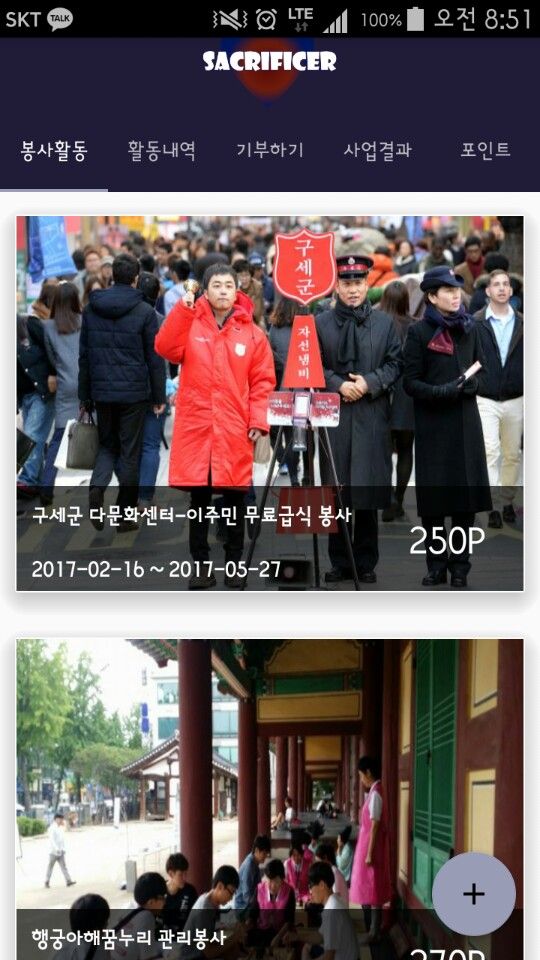 SKT TALK LTE 100% 오전 8:51
SACRIFICER
봉사활동 활동내역 기부하기 사업결과 포인트
구세군
자선냄비
구세군 다문화센터-이주민 무료급식 봉사
250P
2017-02-16 ~ 2017-05-27
+
행궁아해꿈누리 관리봉사
270P